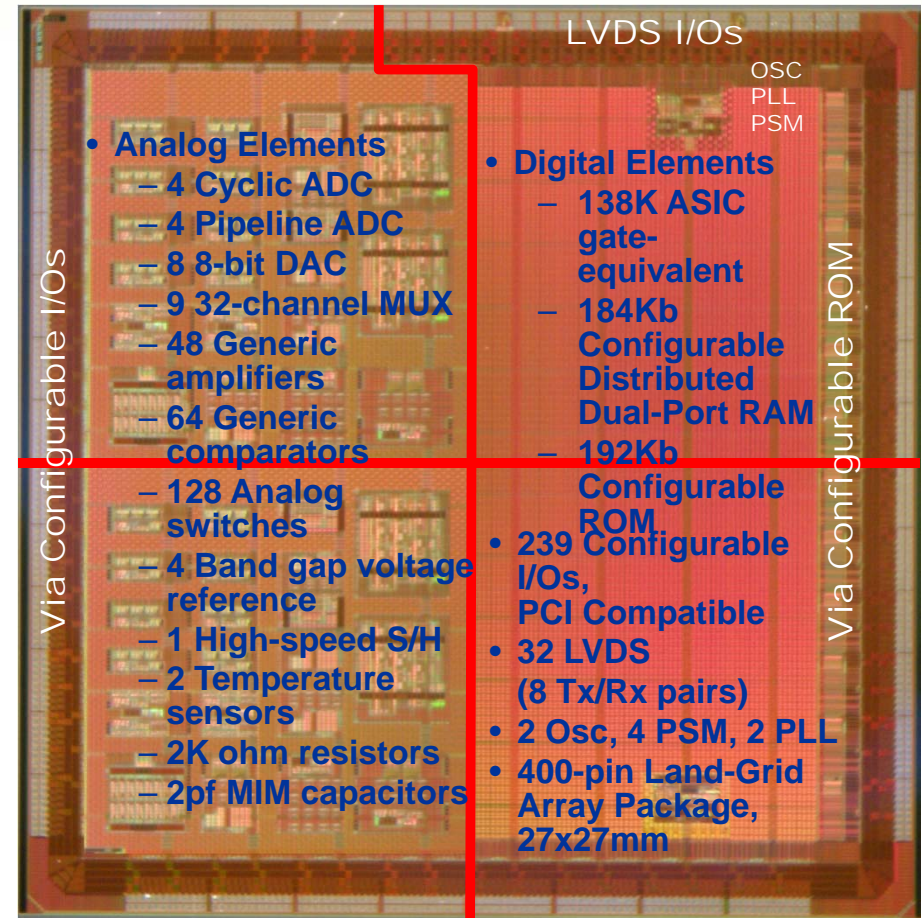 LVDS I/Os
OSC
PLL
PSM
Via Configurable I/Os
• Analog Elements
– 4 Cyclic ADC
– 4 Pipeline ADC
– 8 8-bit DAC
– 9 32-channel MUX
– 48 Generic
amplifiers
– 64 Generic
comparators
– 128 Analog
switches
– 4 Band gap voltage
reference
– 1 High-speed S/H
– 2 Temperature
sensors
– 2K ohm resistors
– 2pf MIM capacitors
• Digital Elements
– 138K ASIC
gate-
equivalent
– 184Kb
Configurable
Distributed
Dual-Port RAM
– 192Kb
Configurable
ROM
• 239 Configurable
I/Os,
PCI Compatible
• 32 LVDS
(8 Tx/Rx pairs)
• 2 Osc, 4 PSM, 2 PLL
• 400-pin Land-Grid
Array Package,
27x27mm
Via Configurable ROM